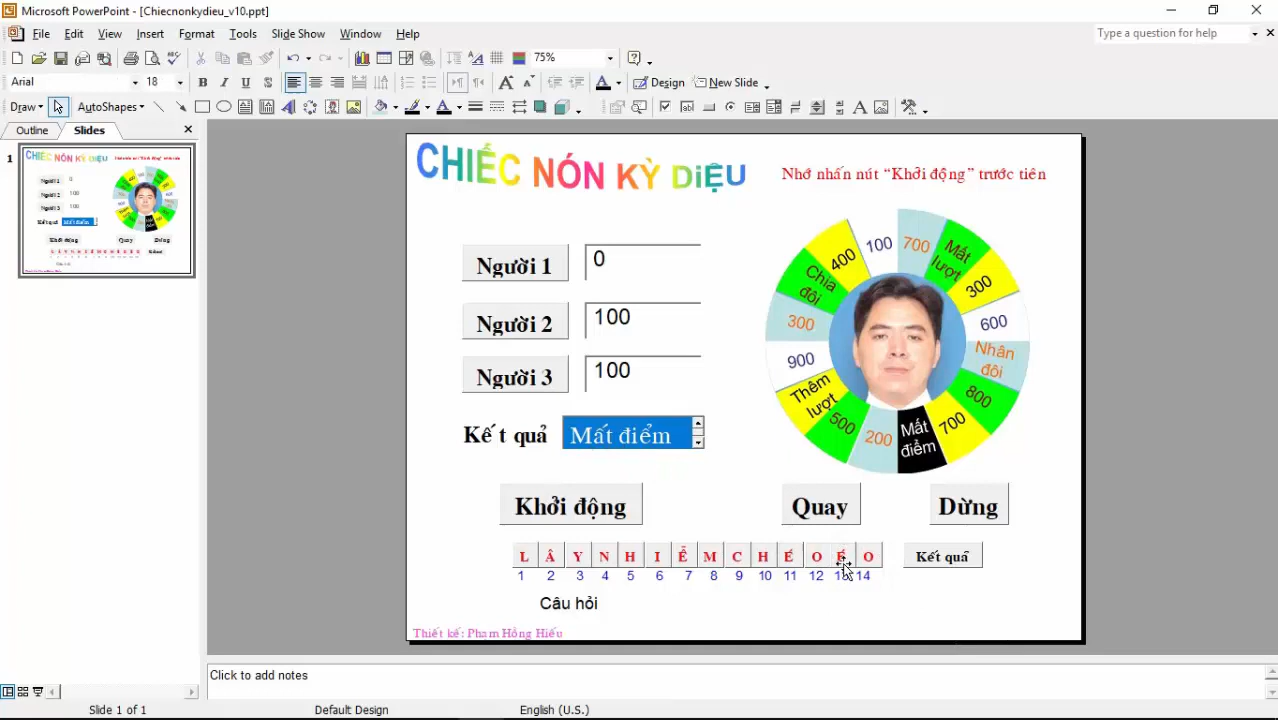 Microsoft PowerPoint - [Chiecnonkydieu_v10.ppt]
File Edit View Insert Format Tools Slide Show Window Help
Type a question for help
75%
Arial 18 B I U S Design New Slide
Draw AutoShapes
Outline Slides
1
CHIẾC NÓN KỲ DiỆU
Nhớ nhấn nút “Khởi động” trước tiên
Người 1 0
Người 2 100
Người 3 100
Kết quả Mất điểm
100
700
Mất lượt
300
600
Nhân đôi
800
700
Mất điểm
200
500
Thêm lượt
900
300
Chia đôi
400
Khởi động Quay Dừng
L Â Y N H I Ễ M C H É O
O Kết quả
1 2 3 4 5 6 7 8 9 10 11 12 13 14
Câu hỏi
Thiết kế: Phạm Hồng Hiếu
Click to add notes
Slide 1 of 1 Default Design English (U.S.)